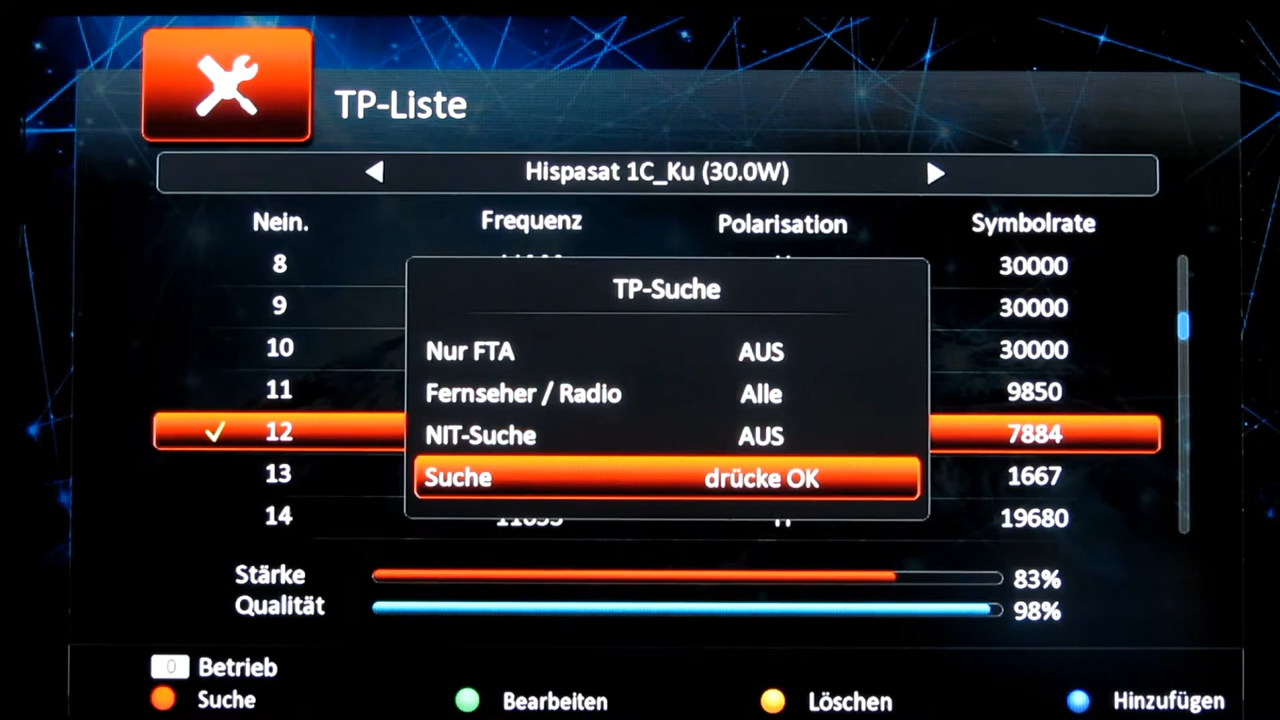 TP-Liste
Hispasat 1C_Ku (30.0W)
Nein. Frequenz Polarisation Symbolrate
8 30000
9 30000
10 30000
11 9850
12 7884
13 1667
14 19680
TP-Suche
Nur FTA AUS
Fernseher / Radio Alle
NIT-Suche AUS
Suche drücke OK
Stärke 83%
Qualität 98%
0 Betrieb
Suche Bearbeiten Löschen Hinzufügen